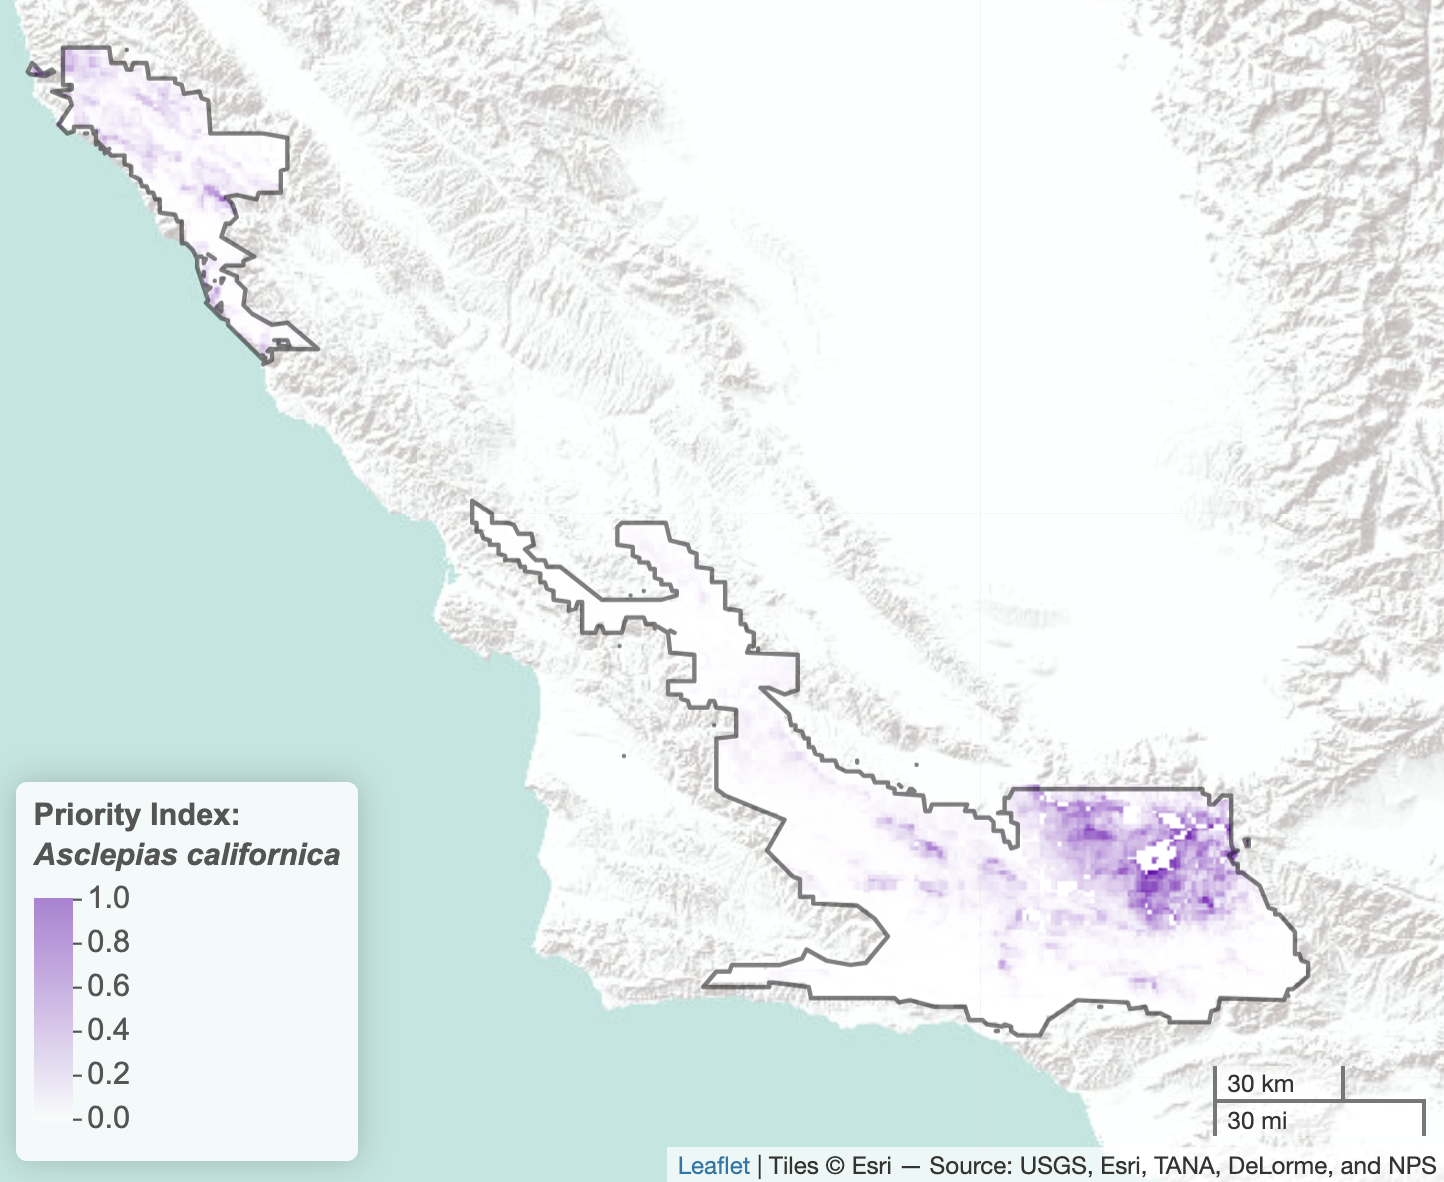 Priority Index:
Asclepias californica
1.0
0.8
0.6
0.4
0.2
0.0
30 km
30 mi
Leaflet | Tiles © Esri — Source: USGS, Esri, TANA, DeLorme, and NPS